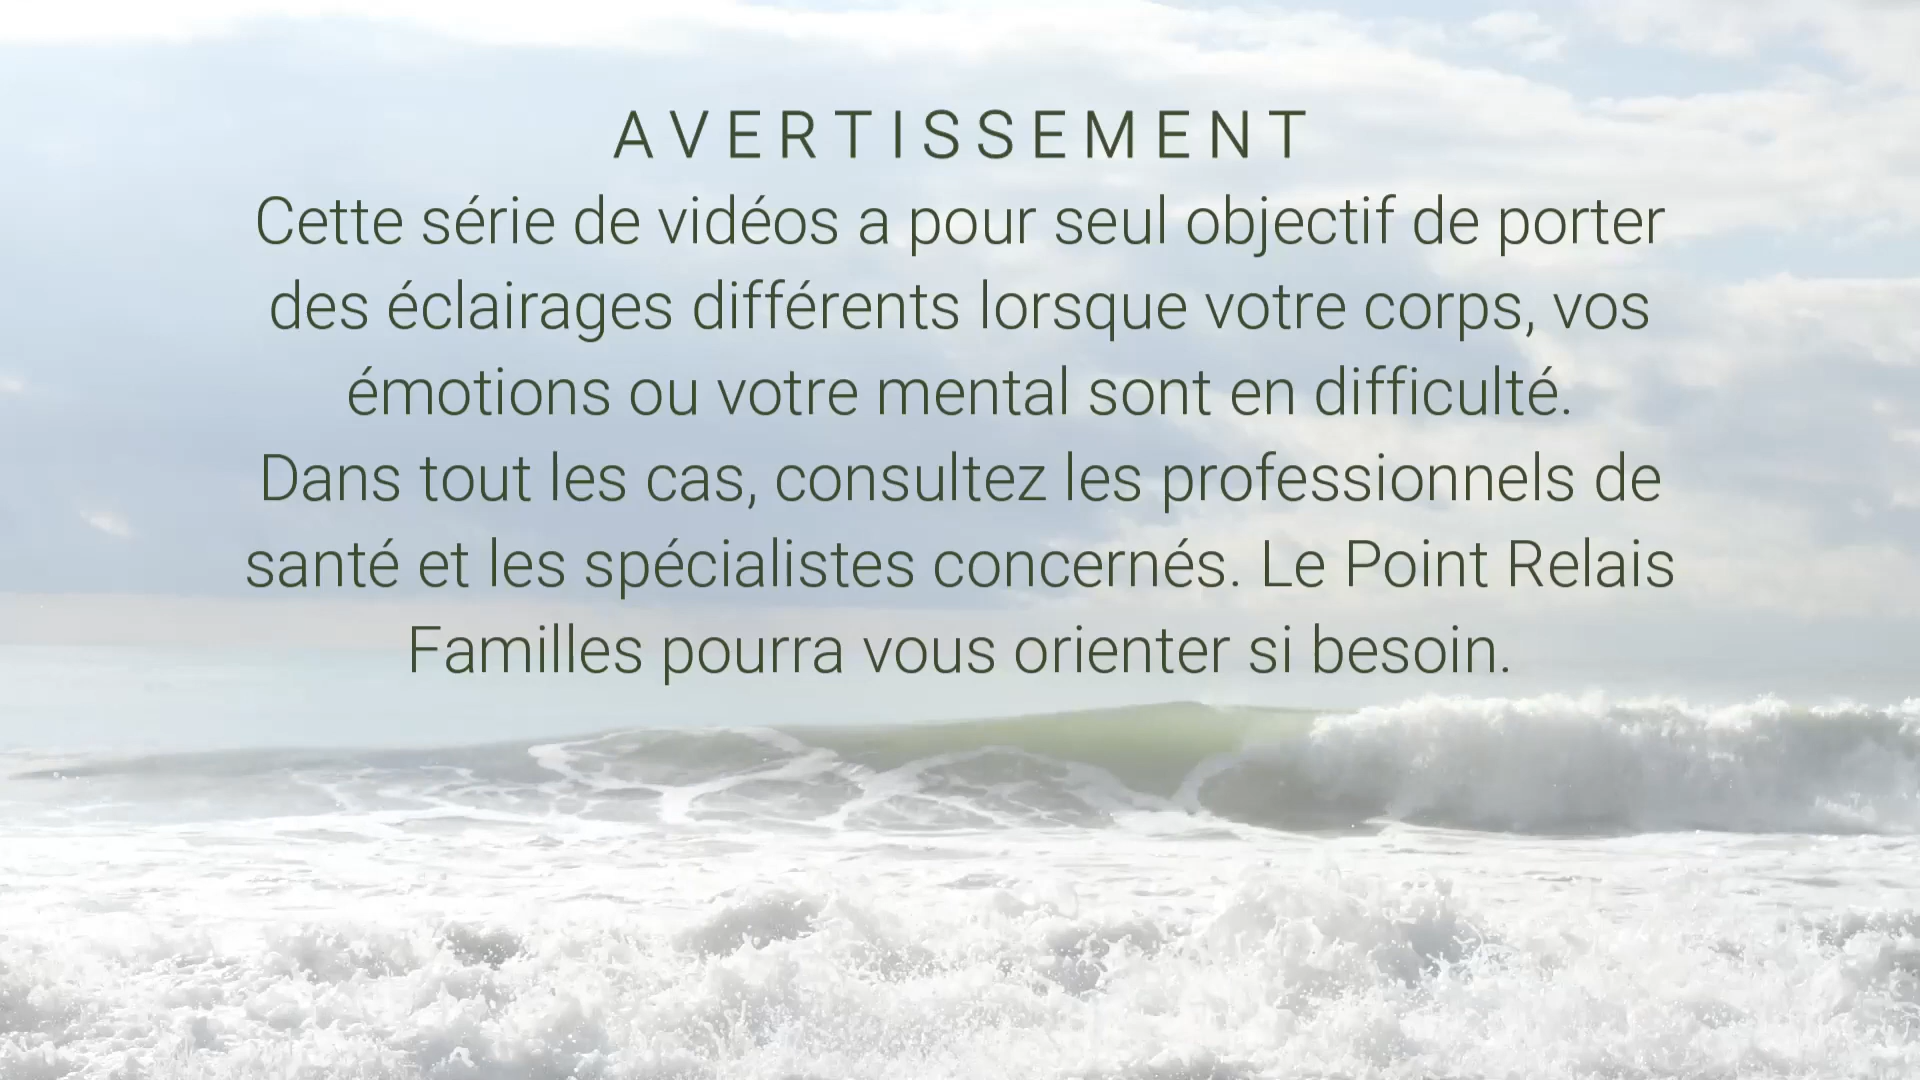 AVERTISSEMENT
Cette série de vidéos a pour seul objectif de porter
des éclairages différents lorsque votre corps, vos
émotions ou votre mental sont en difficulté.
Dans tout les cas, consultez les professionnels de
santé et les spécialistes concernés. Le Point Relais
Familles pourra vous orienter si besoin.